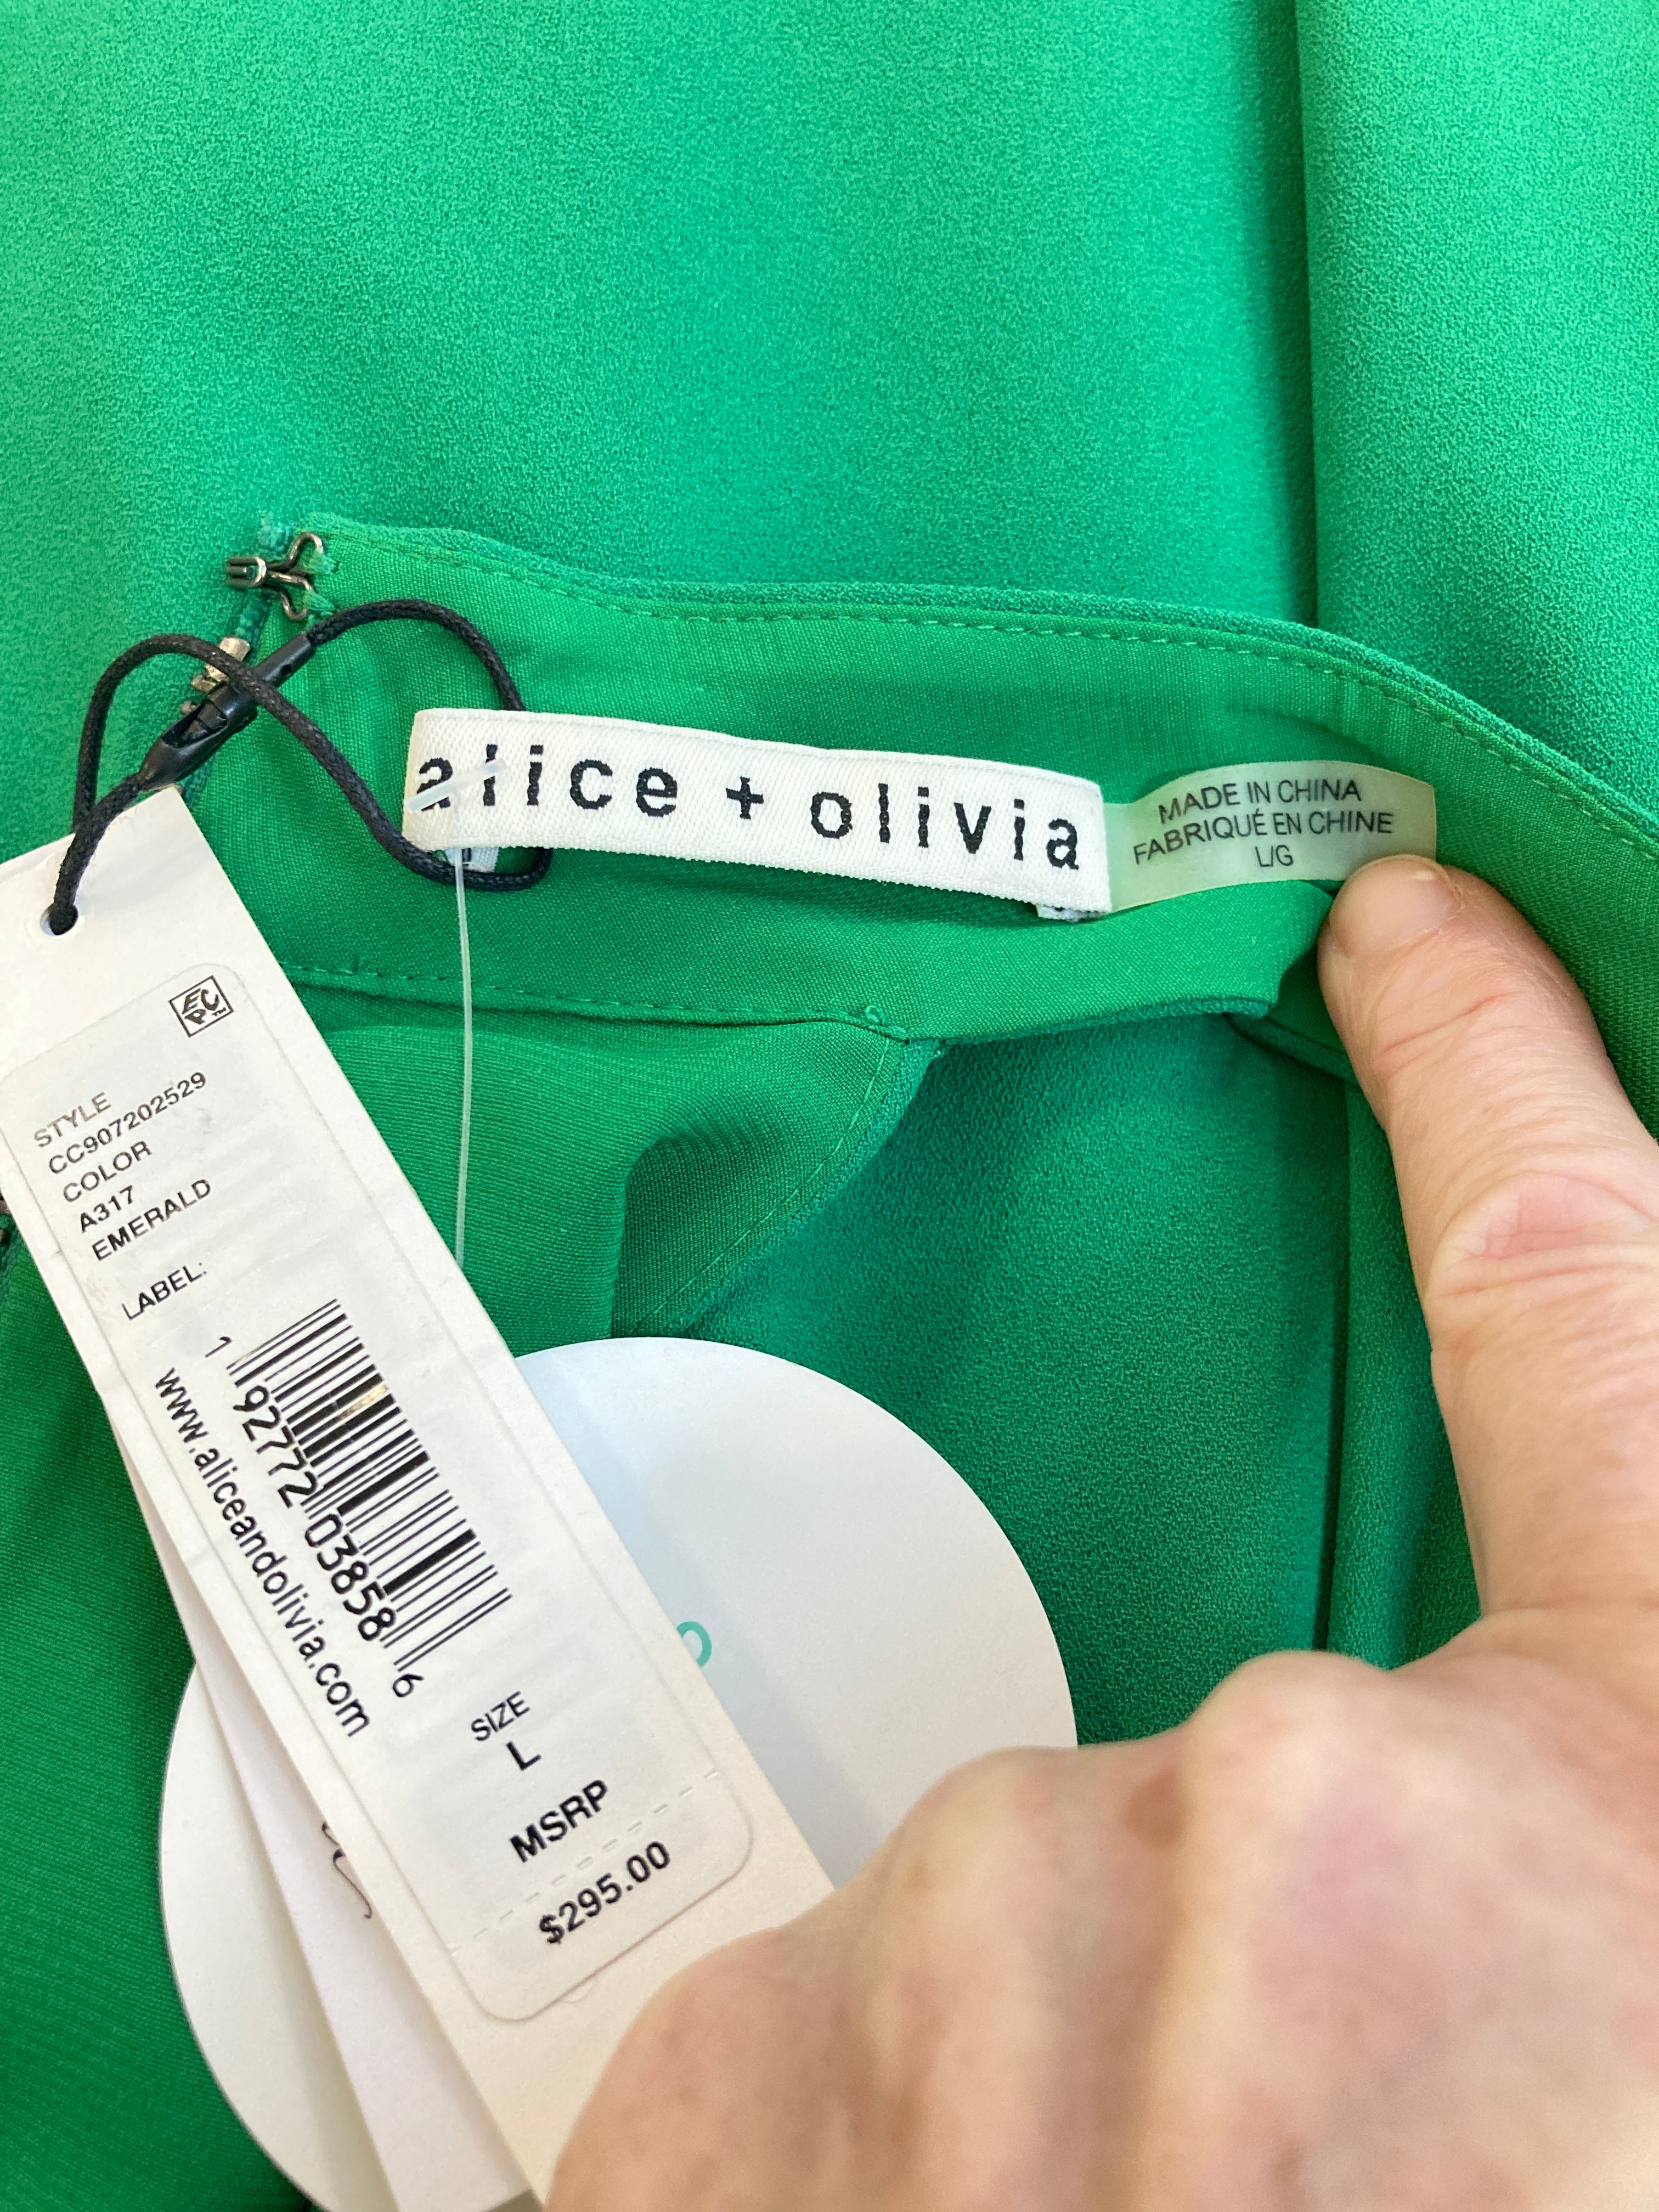 alice + olivia
MADE IN CHINA
FABRIQUÉ EN CHINE
L/G
EPC™
STYLE
CC907202529
COLOR
A317
EMERALD
LABEL:
1 92772 03858 6
www.aliceandolivia.com
SIZE
L
MSRP
$295.00